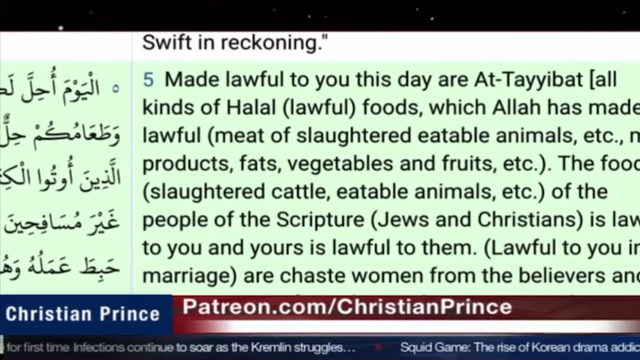 Swift in reckoning."
الْيَوْمَ أُحِلَّ
٥
5 Made lawful to you this day are At-Tayyibat [all
kinds of Halal (lawful) foods, which Allah has made
وَطَعَامُكُمْ حِلٌّ
lawful (meat of slaughtered eatable animals, etc., m
الَّذِينَ أُوتُوا
products, fats, vegetables and fruits, etc.). The food
(slaughtered cattle, eatable animals, etc.) of the
غَيْرَ مُسَافِحِينَ
people of the Scripture (Jews and Christians) is law
to you and yours is lawful to them. (Lawful to you in
حَبِطَ عَمَلُهُ
marriage) are chaste women from the believers and
Christian Prince
Patreon.com/ChristianPrince
for first time Infections continue to soar as the Kremlin struggles...
Squid Game: The rise of Korean drama addic